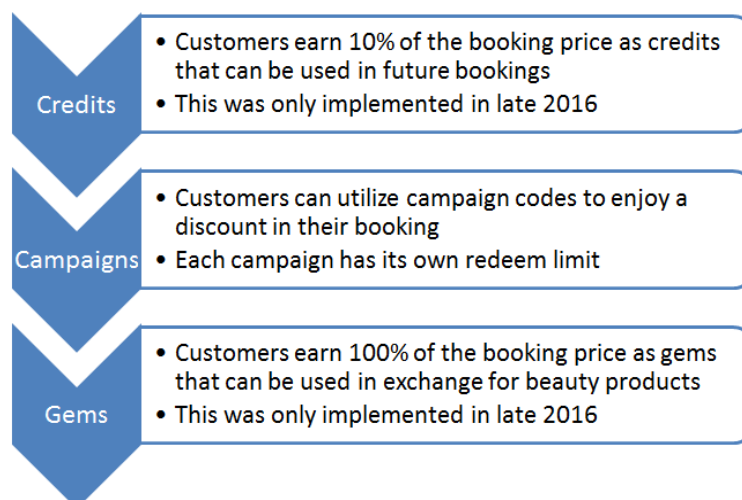 Credits
• Customers earn 10% of the booking price as credits
that can be used in future bookings
• This was only implemented in late 2016
Campaigns
• Customers can utilize campaign codes to enjoy a
discount in their booking
• Each campaign has its own redeem limit
Gems
• Customers earn 100% of the booking price as gems
that can be used in exchange for beauty products
• This was only implemented in late 2016